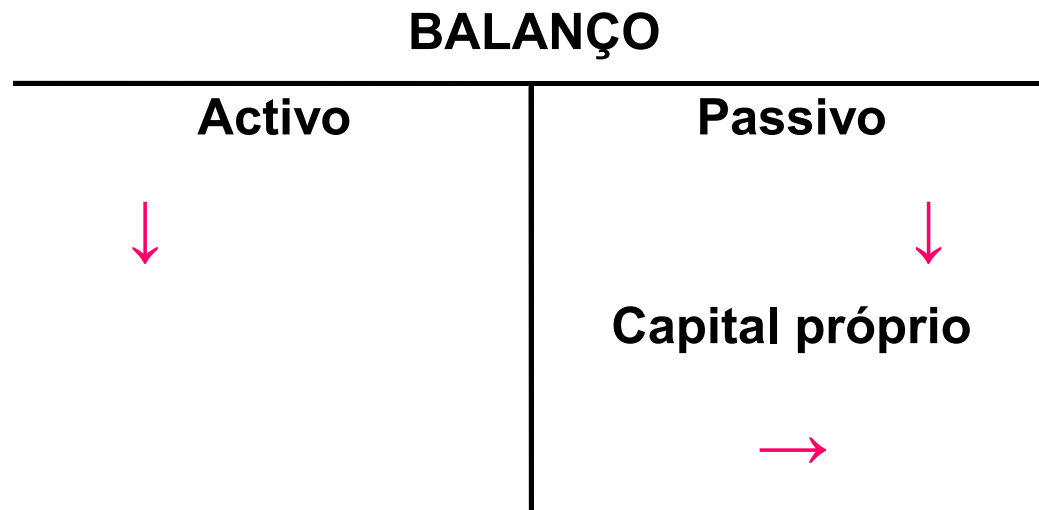 BALANÇO
Activo
Passivo
↓
↓
Capital próprio
→